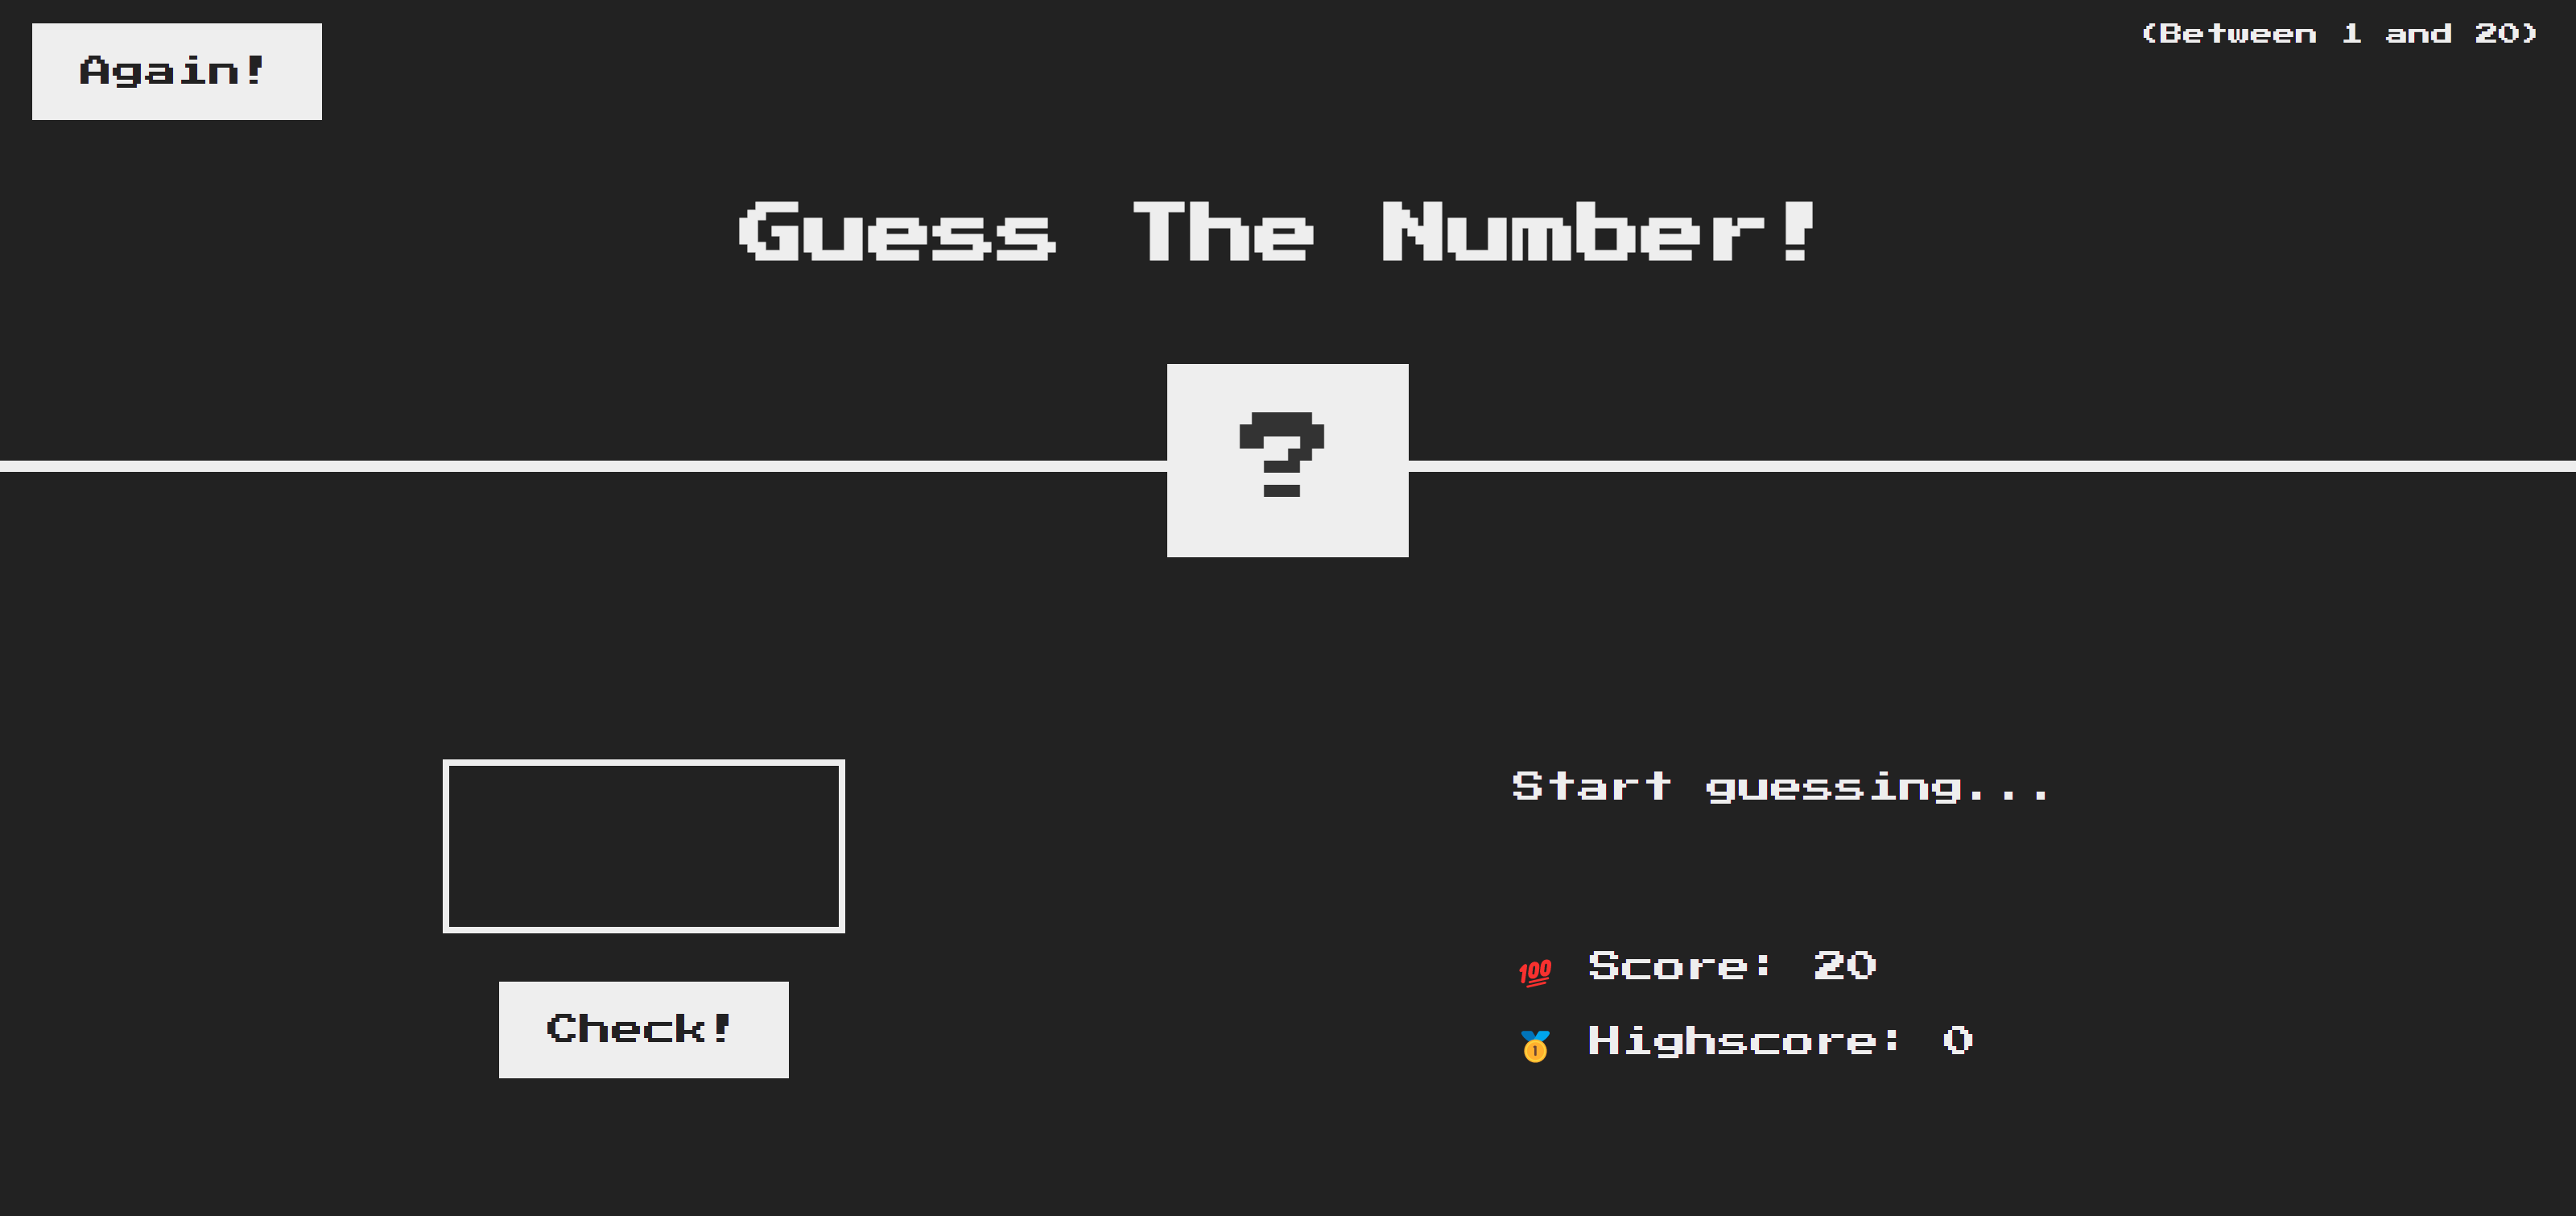 Again!
(Between 1 and 20)
Guess The Number!
?
Start guessing...
💯 Score: 20
🥇 Highscore: 0
Check!